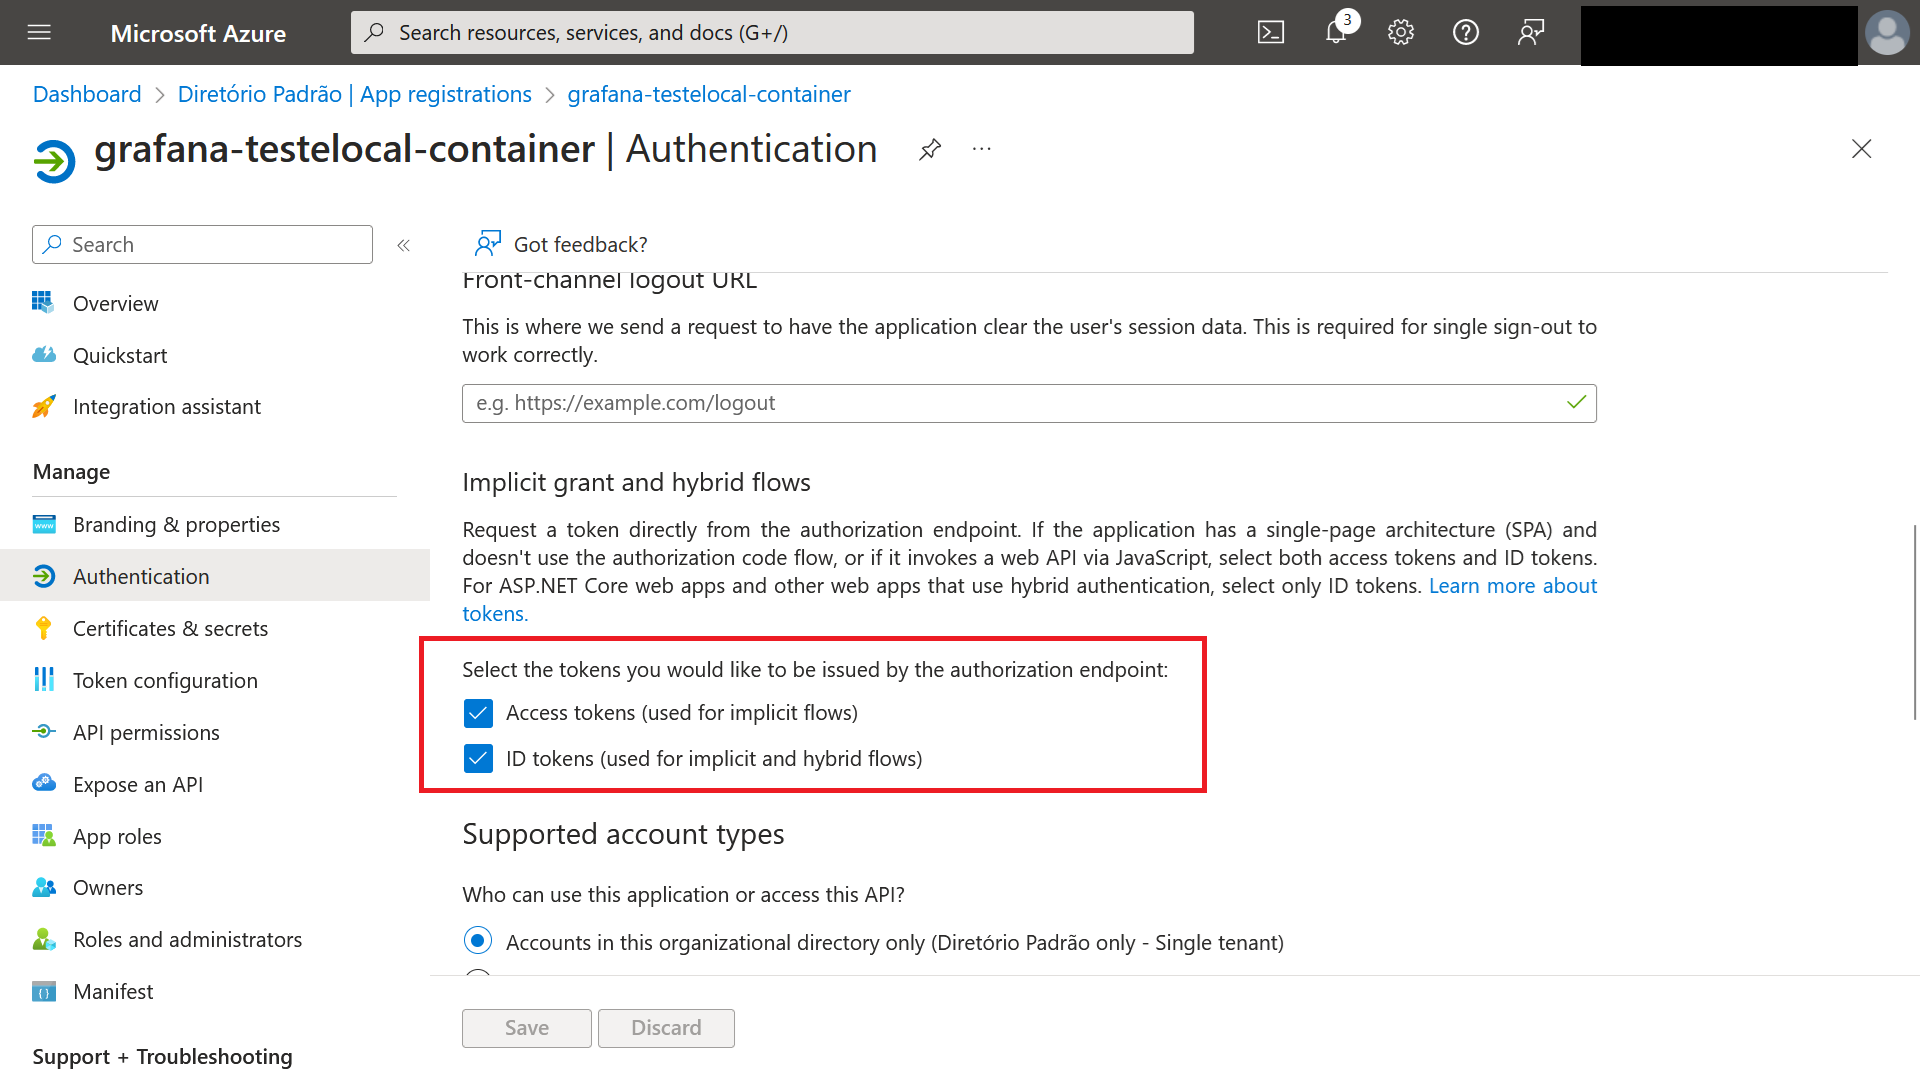 Microsoft Azure
Search resources, services, and docs (G+/)
3
Dashboard > Diretório Padrão | App registrations > grafana-testelocal-container
grafana-testelocal-container | Authentication
Search
«
Overview
Quickstart
Integration assistant
Manage
Branding & properties
Authentication
Certificates & secrets
Token configuration
API permissions
Expose an API
App roles
Owners
Roles and administrators
Manifest
Support + Troubleshooting
Got feedback?
Front-channel logout URL
This is where we send a request to have the application clear the user's session data. This is required for single sign-out to
work correctly.
e.g. https://example.com/logout
Implicit grant and hybrid flows
Request a token directly from the authorization endpoint. If the application has a single-page architecture (SPA) and
doesn't use the authorization code flow, or if it invokes a web API via JavaScript, select both access tokens and ID tokens.
For ASP.NET Core web apps and other web apps that use hybrid authentication, select only ID tokens. Learn more about
tokens.
Select the tokens you would like to be issued by the authorization endpoint:
Access tokens (used for implicit flows)
ID tokens (used for implicit and hybrid flows)
Supported account types
Who can use this application or access this API?
Accounts in this organizational directory only (Diretório Padrão only - Single tenant)
Save
Discard